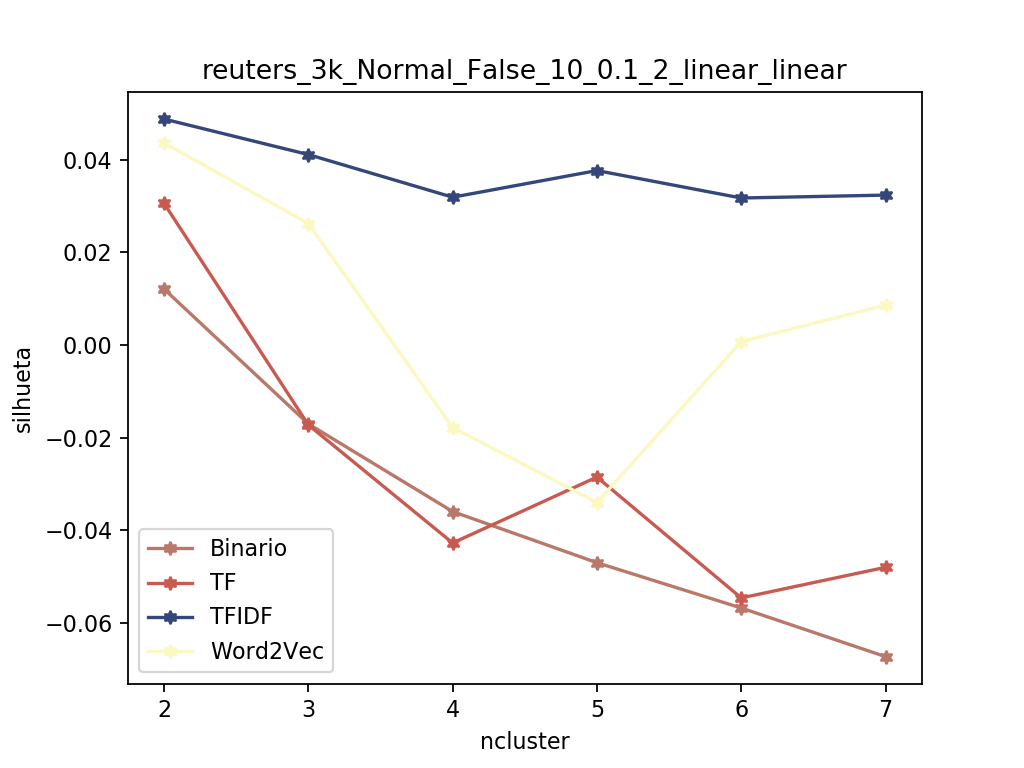 reuters_3k_Normal_False_10_0.1_2_linear_linear
silhueta
0.04
0.02
0.00
−0.02
−0.04
−0.06
Binario
TF
TFIDF
Word2Vec
2 3 4 5 6 7
ncluster